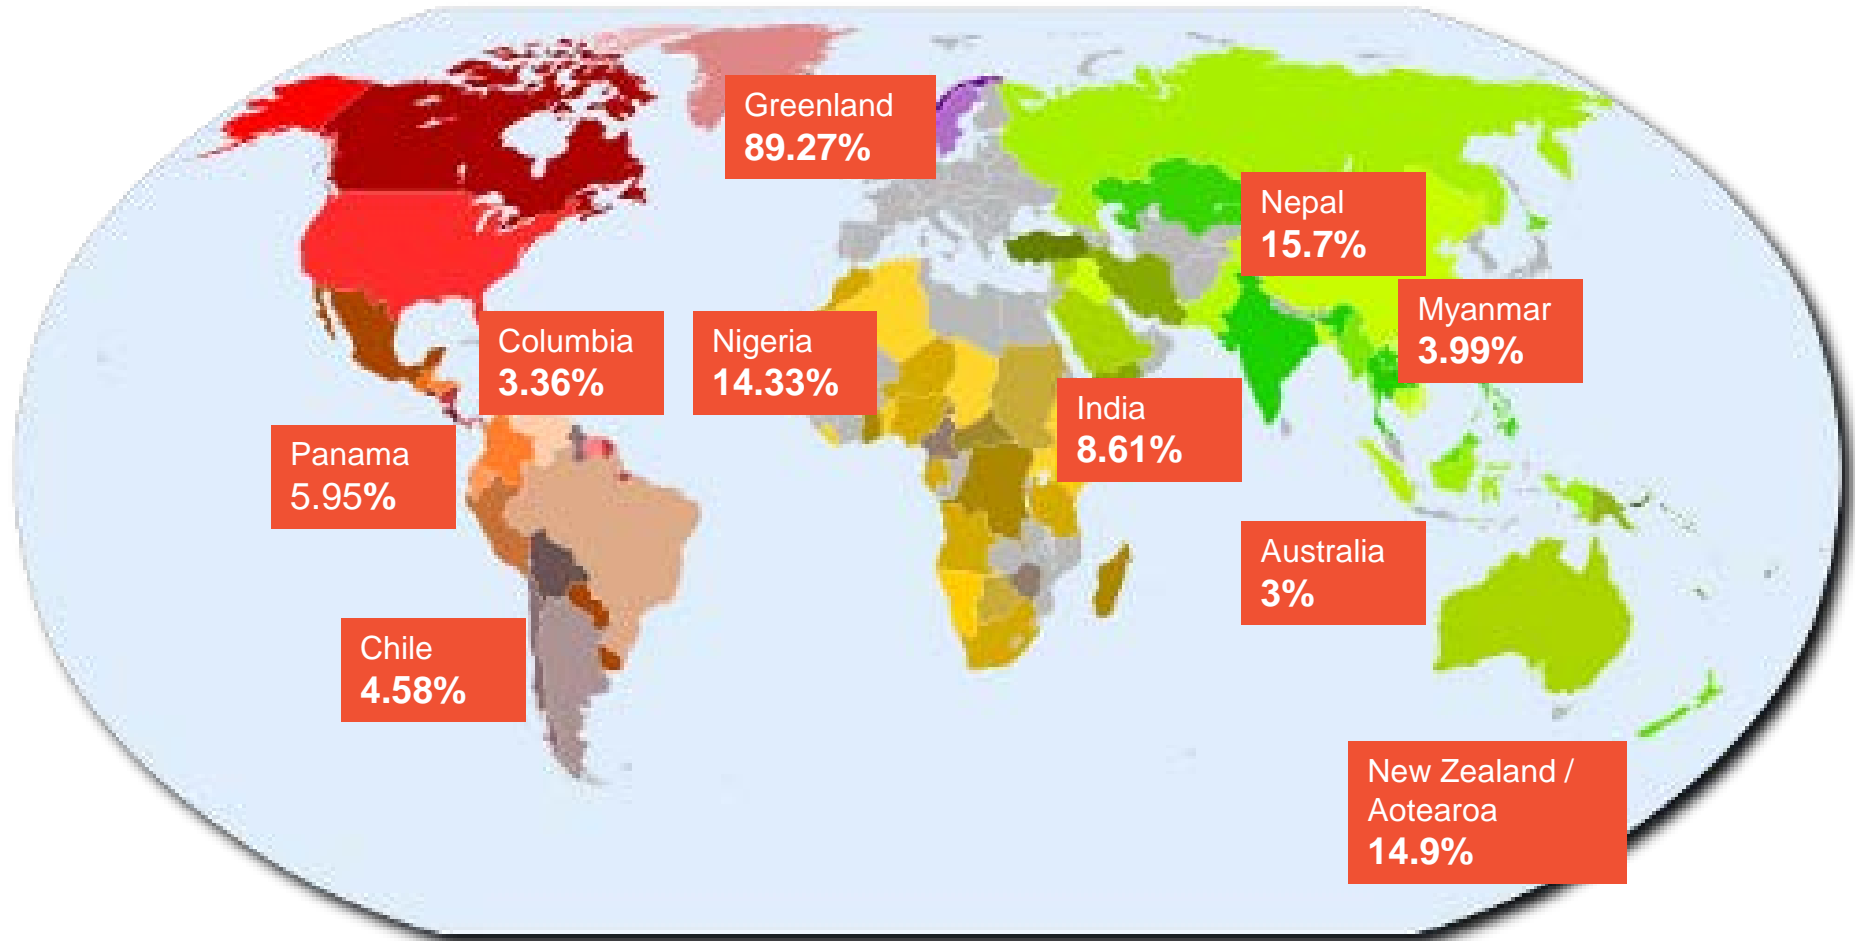 Greenland
89.27%
Nepal
15.7%
Myanmar
3.99%
Columbia
3.36%
Nigeria
14.33%
India
8.61%
Panama
5.95%
Australia
3%
Chile
4.58%
New Zealand /
Aotearoa
14.9%